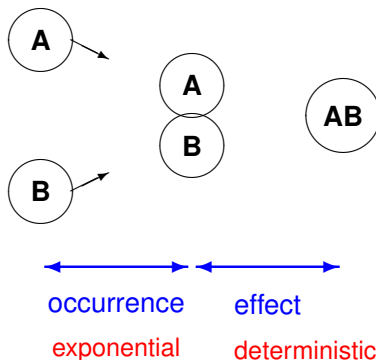 A
A
AB
B
B
occurrence effect
exponential deterministic